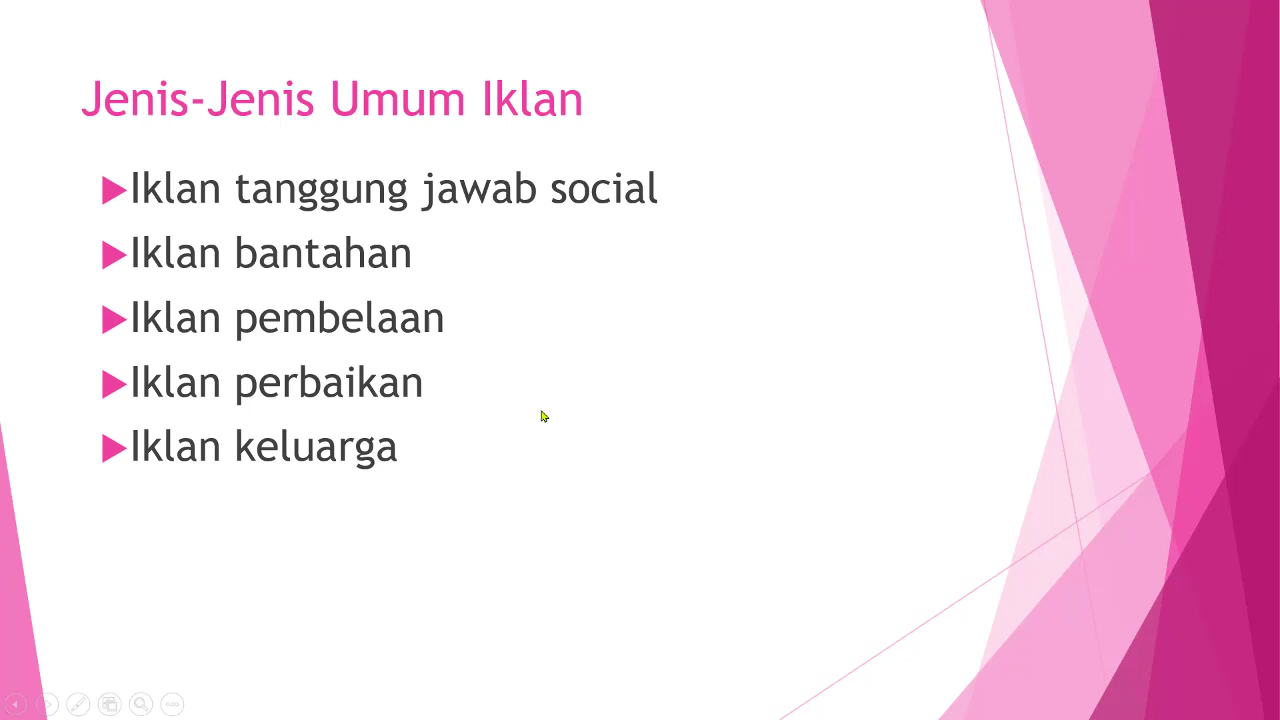 Jenis-Jenis Umum Iklan
Iklan tanggung jawab social
Iklan bantahan
Iklan pembelaan
Iklan perbaikan
Iklan keluarga